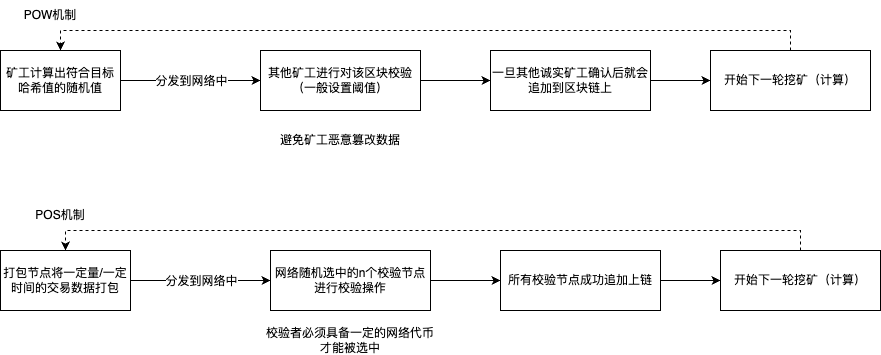 POW机制
矿工计算出符合目标
哈希值的随机值
分发到网络中
其他矿工进行对该区块校验
（一般设置阈值）
一旦其他诚实矿工确认后就会
追加到区块链上
开始下一轮挖矿（计算）
避免矿工恶意篡改数据
POS机制
打包节点将一定量/一定
时间的交易数据打包
分发到网络中
网络随机选中的n个校验节点
进行校验操作
所有校验节点成功追加上链
开始下一轮挖矿（计算）
校验者必须具备一定的网络代币
才能被选中